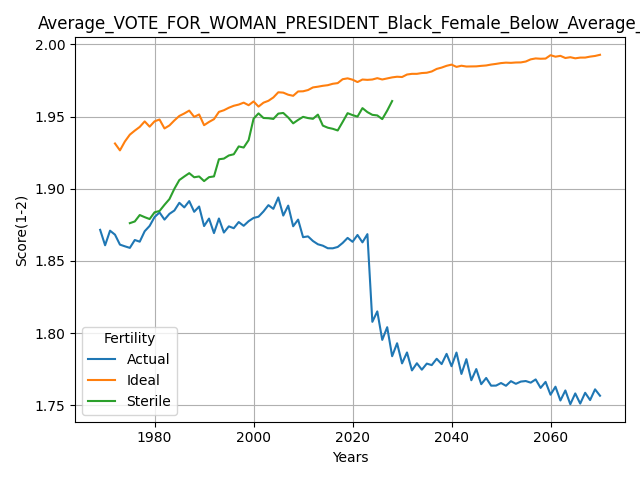 Average_VOTE_FOR_WOMAN_PRESIDENT_Black_Female_Below_Average_
Score(1-2)
2.00
1.95
1.90
1.85
1.80
1.75
Fertility
Actual
Ideal
Sterile
1980
2000
2020
2040
2060
Years